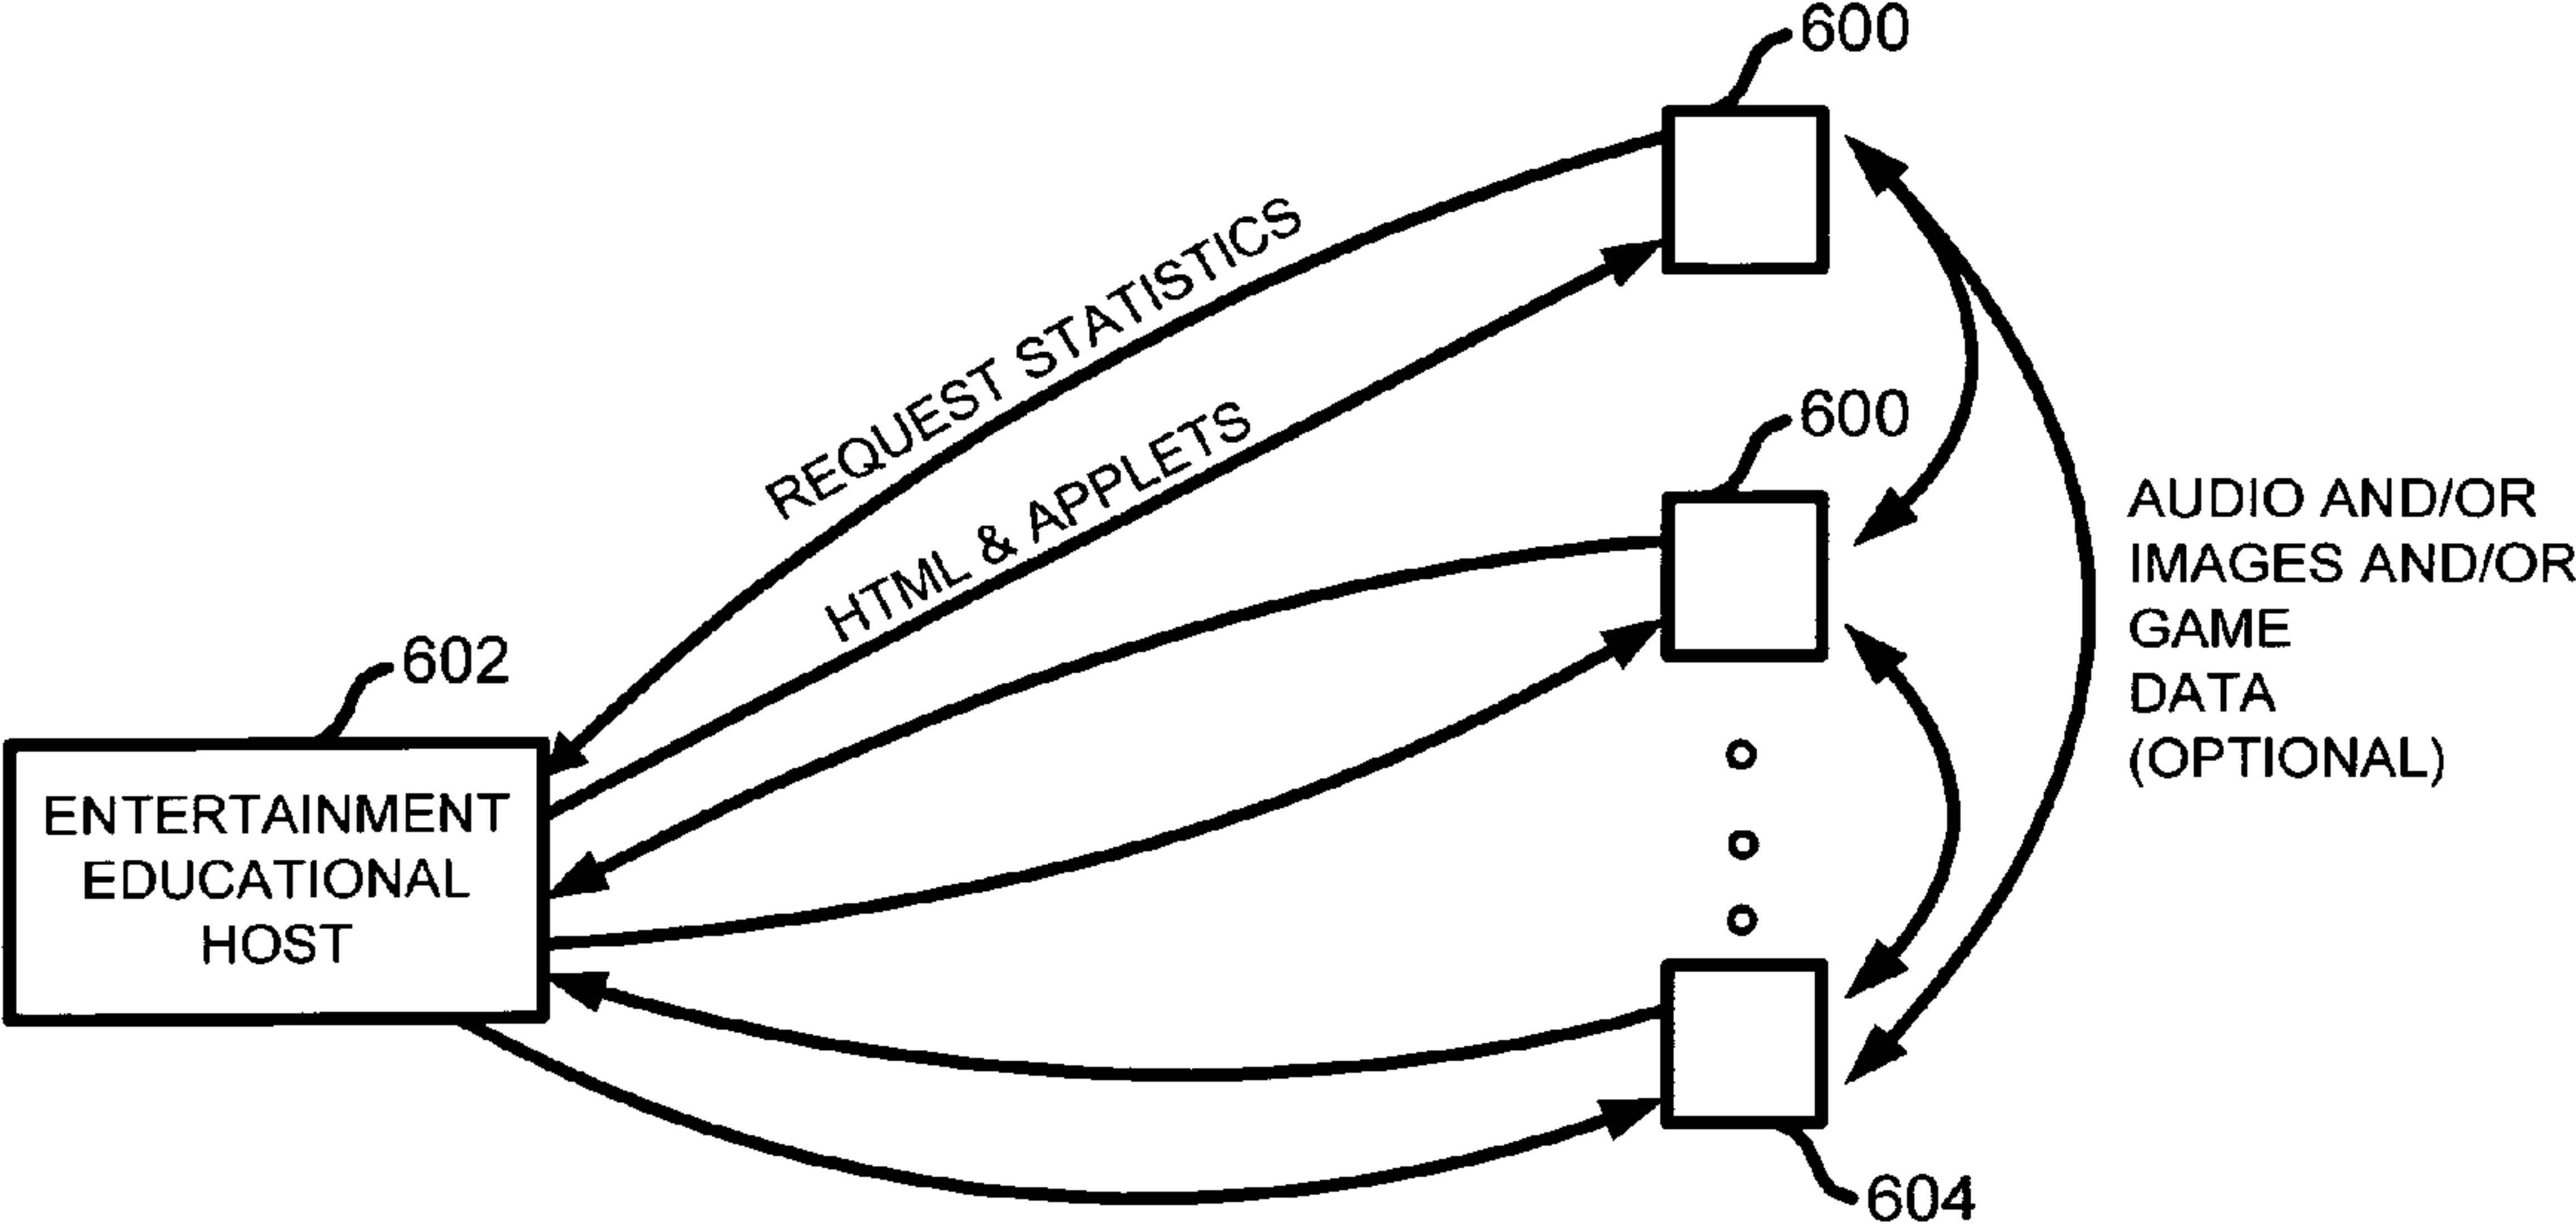 600
REQUEST STATISTICS
HTML & APPLETS
600
AUDIO AND/OR
IMAGES AND/OR
GAME
DATA
(OPTIONAL)
602
ENTERTAINMENT
EDUCATIONAL
HOST
604